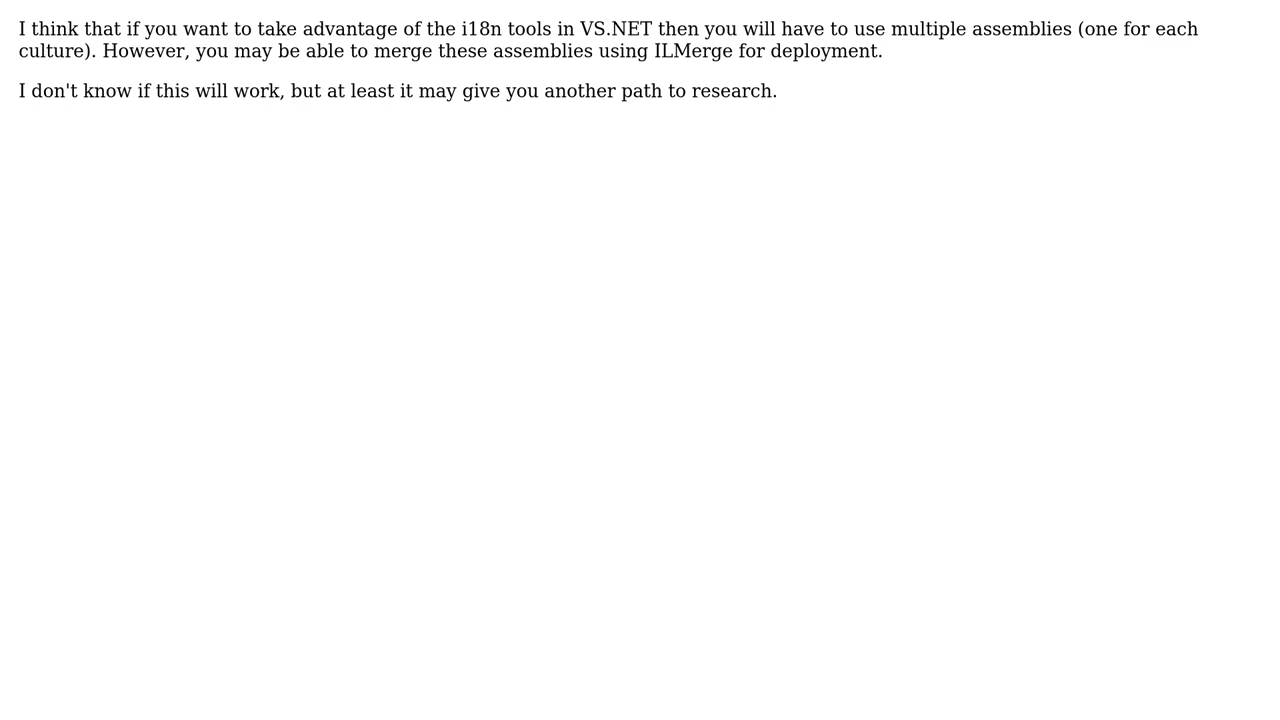 I think that if you want to take advantage of the i18n tools in VS.NET then you will have to use multiple assemblies (one for each
culture). However, you may be able to merge these assemblies using ILMerge for deployment.
I don't know if this will work, but at least it may give you another path to research.